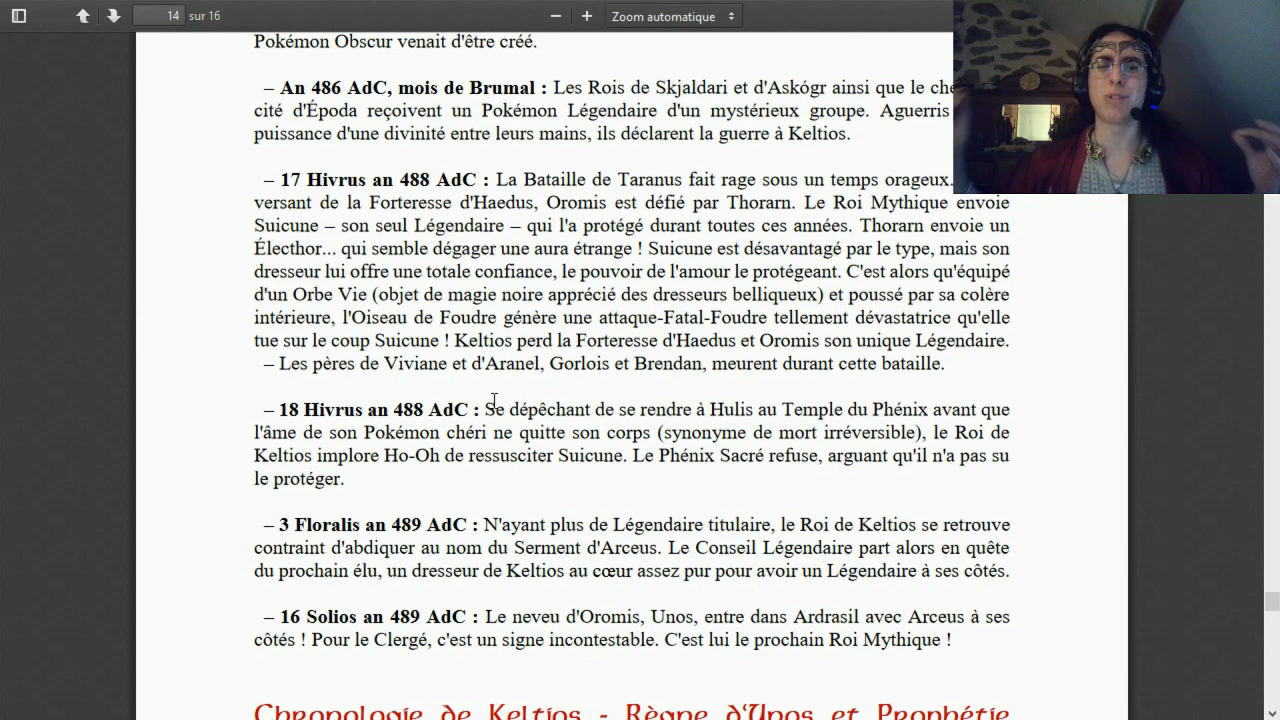 14 sur 16
Zoom automatique
Pokémon Obscur venait d'être créé.
– An 486 AdC, mois de Brumal : Les Rois de Skjaldari et d'Askógr ainsi que le
cité d'Époda reçoivent un Pokémon Légendaire d'un mystérieux groupe. Aguerris
puissance d'une divinité entre leurs mains, ils déclarent la guerre à Keltios.
– 17 Hivrus an 488 AdC : La Bataille de Taranus fait rage sous un temps orageux.
versant de la Forteresse d'Haedus, Oromis est défié par Thorarn. Le Roi Mythique envoie
Suicune – son seul Légendaire – qui l'a protégé durant toutes ces années. Thorarn envoie un
Électhor... qui semble dégager une aura étrange ! Suicune est désavantagé par le type, mais son
dresseur lui offre une totale confiance, le pouvoir de l'amour le protégeant. C'est alors qu'équipé
d'un Orbe Vie (objet de magie noire apprécié des dresseurs belliqueux) et poussé par sa colère
intérieure, l'Oiseau de Foudre génère une attaque-Fatal-Foudre tellement dévastatrice qu'elle
tue sur le coup Suicune ! Keltios perd la Forteresse d'Haedus et Oromis son unique Légendaire.
– Les pères de Viviane et d'Aranel, Gorlois et Brendan, meurent durant cette bataille.
– 18 Hivrus an 488 AdC : Se dépêchant de se rendre à Hulis au Temple du Phénix avant que
l'âme de son Pokémon chéri ne quitte son corps (synonyme de mort irréversible), le Roi de
Keltios implore Ho-Oh de ressusciter Suicune. Le Phénix Sacré refuse, arguant qu'il n'a pas su
le protéger.
– 3 Floralis an 489 AdC : N'ayant plus de Légendaire titulaire, le Roi de Keltios se retrouve
contraint d'abdiquer au nom du Serment d'Arceus. Le Conseil Légendaire part alors en quête
du prochain élu, un dresseur de Keltios au cœur assez pur pour avoir un Légendaire à ses côtés.
– 16 Solios an 489 AdC : Le neveu d'Oromis, Unos, entre dans Ardrasil avec Arceus à ses
côtés ! Pour le Clergé, c'est un signe incontestable. C'est lui le prochain Roi Mythique !
Chronologie de Keltios - Règne d'Unos et Prophétie